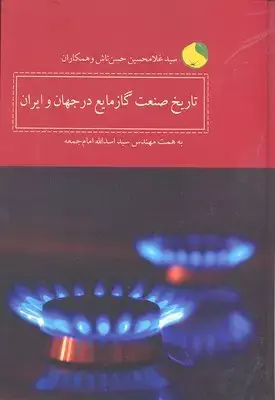 سید غلامحسین حسن‌تاش و همکاران
تاریخ صنعت گاز مایع در جهان و ایران
به همت مهندس سید اسدالله امام‌جمعه